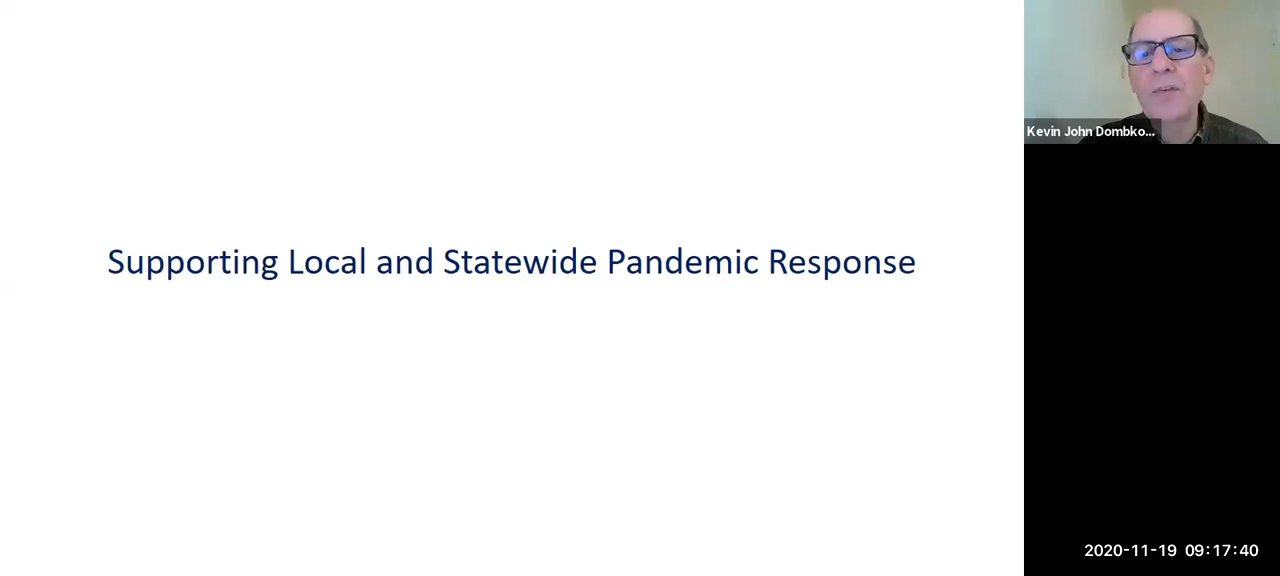 Supporting Local and Statewide Pandemic Response
Kevin John Dombko...
2020-11-19 09:17:40